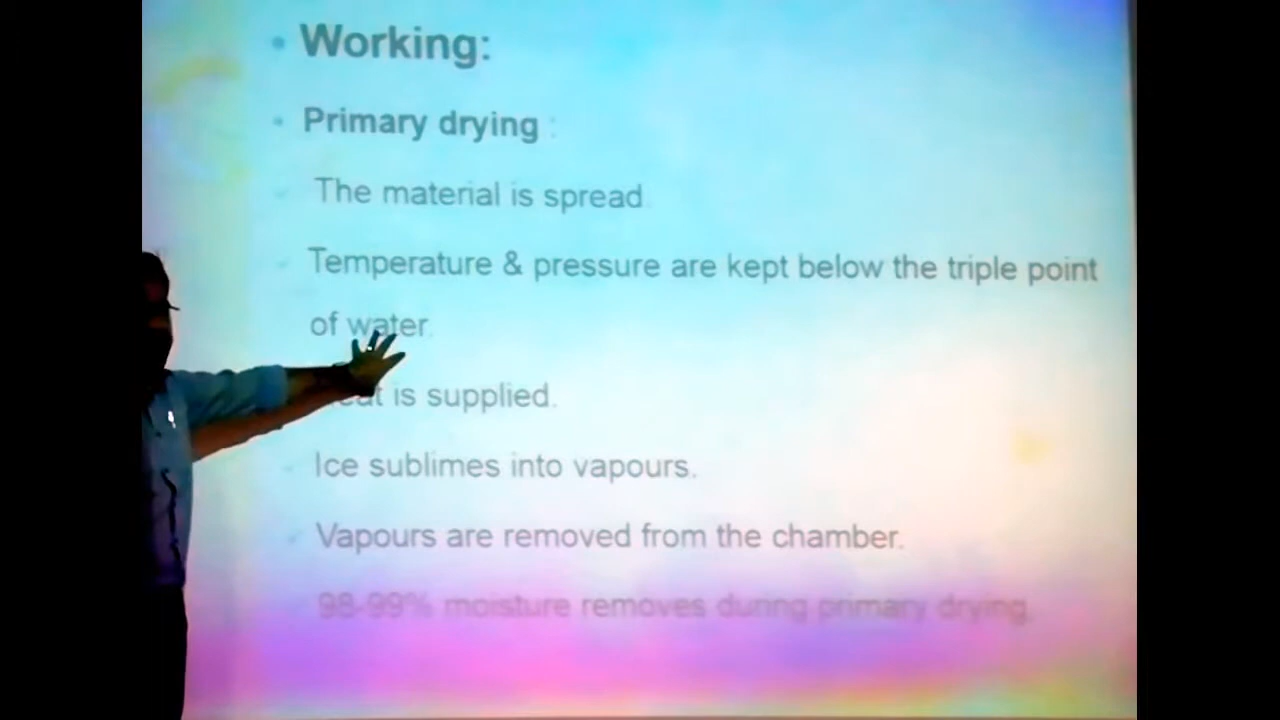 • Working:
• Primary drying :
The material is spread.
Temperature & pressure are kept below the triple point
of water.
is supplied.
Ice sublimes into vapours.
Vapours are removed from the chamber.
98-99% moisture removes during primary drying.